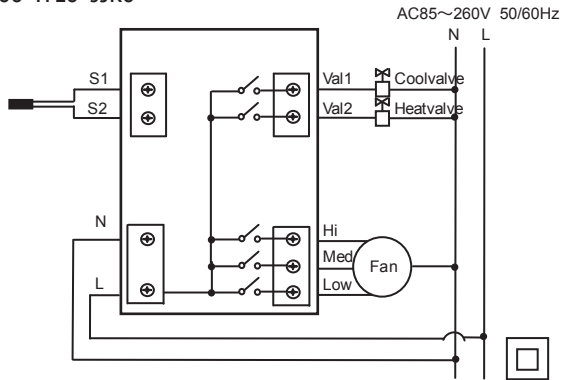 AC85～260V 50/60Hz
N L
S1
S2
Val1
Val2
Coolvalve
Heatvalve
N
L
Hi
Med
Low
Fan